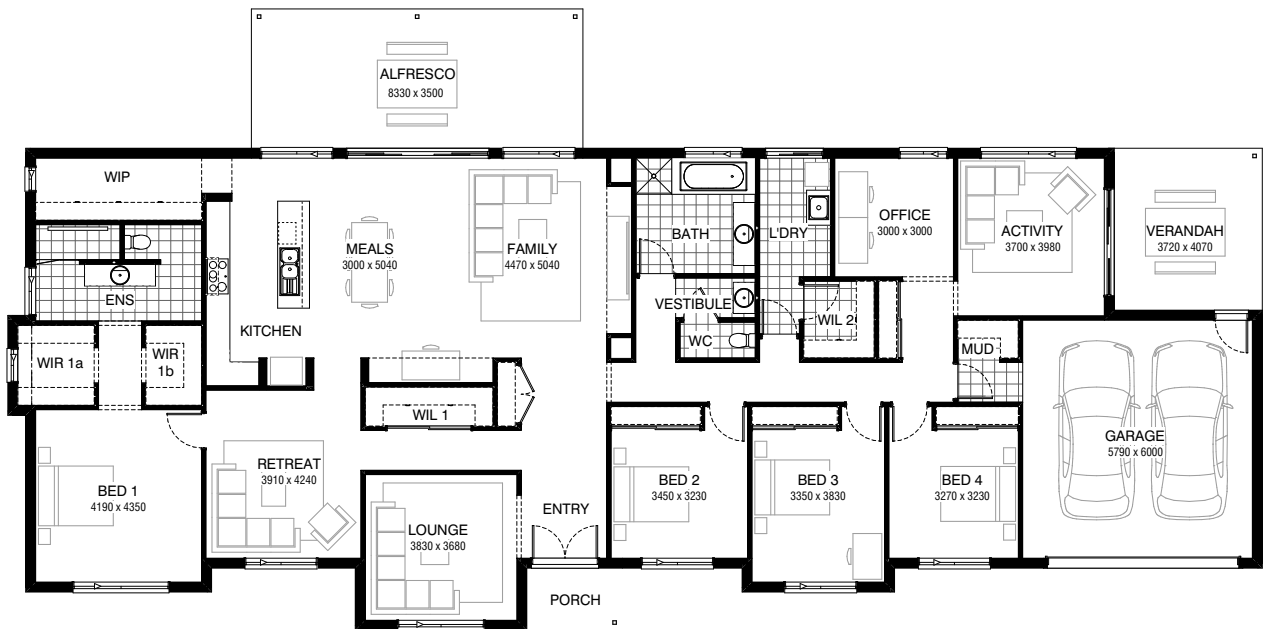 ALFRESCO
8330 x 3500
WIP
ENS
WIR 1a
WIR
1b
KITCHEN
MEALS
3000 x 5040
FAMILY
4470 x 5040
BATH
L'DRY
OFFICE
3000 x 3000
ACTIVITY
3700 x 3980
VERANDAH
3720 x 4070
VESTIBULE
WC
WIL 2
MUD
WIL 1
BED 1
4190 x 4350
RETREAT
3910 x 4240
LOUNGE
3830 x 3680
ENTRY
PORCH
BED 2
3450 x 3230
BED 3
3350 x 3830
BED 4
3270 x 3230
GARAGE
5790 x 6000